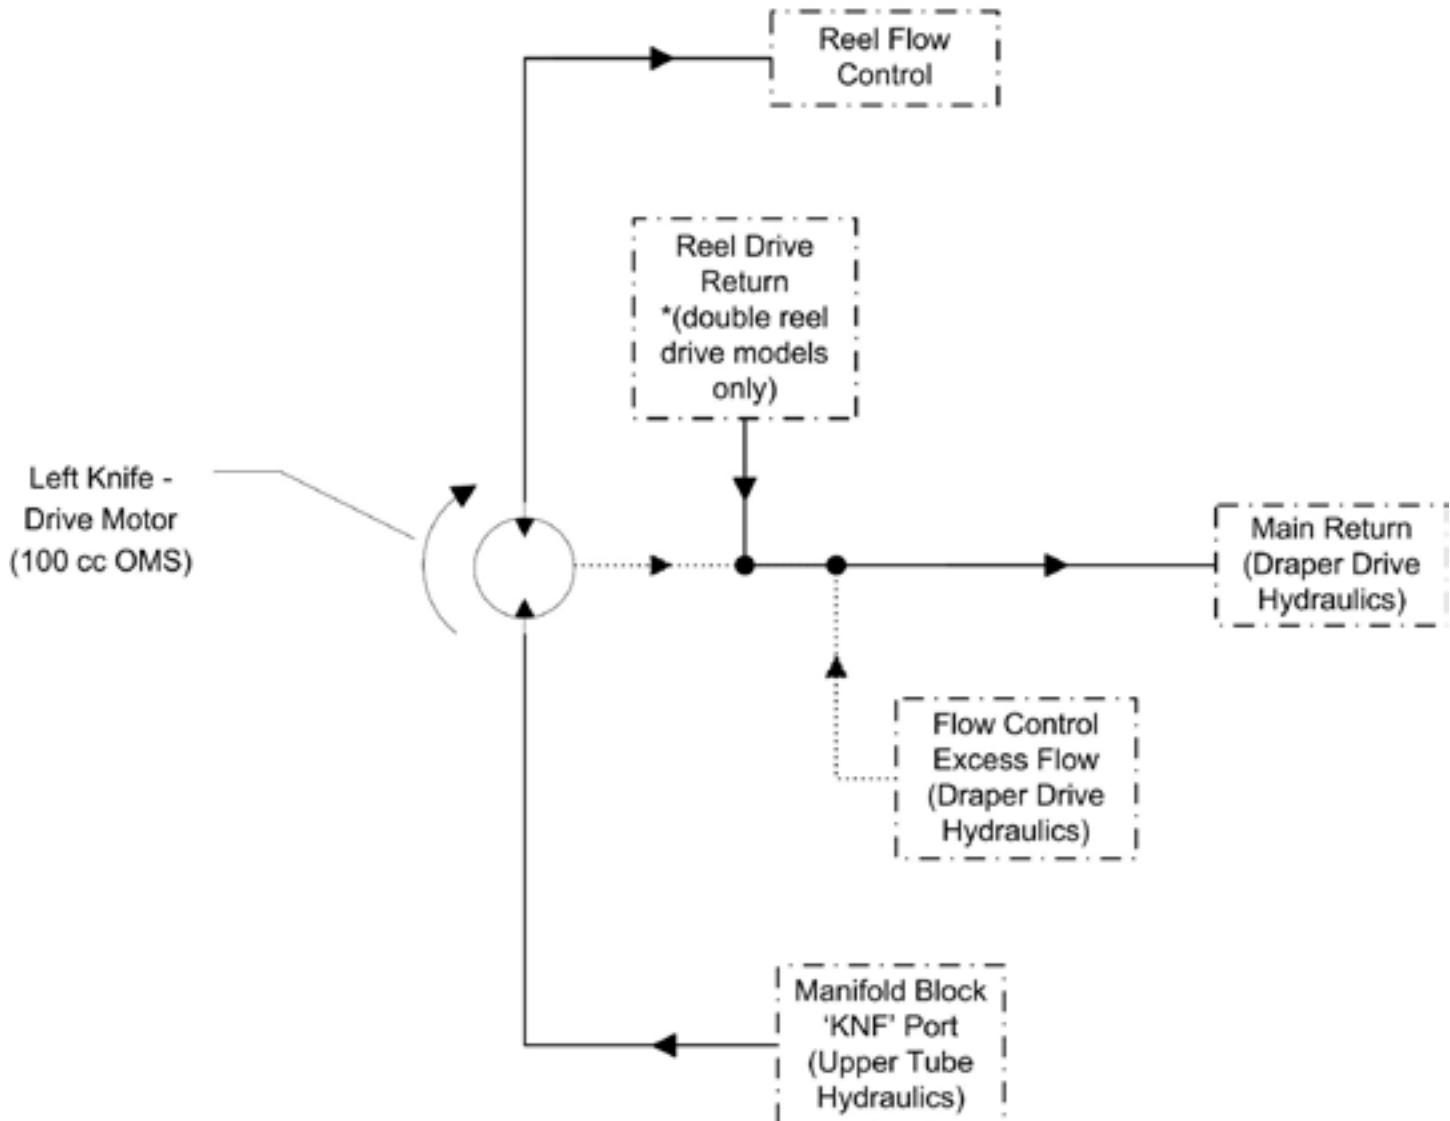 Reel Flow
Control
Reel Drive
Return
*(double reel
drive models
only)
Left Knife -
Drive Motor
(100 cc OMS)
Main Return
(Draper Drive
Hydraulics)
Flow Control
Excess Flow
(Draper Drive
Hydraulics)
Manifold Block
‘KNF’ Port
(Upper Tube
Hydraulics)